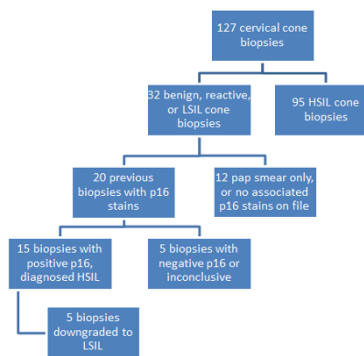 127 cervical cone
biopsies
32 benign, reactive,
or LSIL cone
biopsies
95 HSIL cone
biopsies
20 previous
biopsies with p16
stains
12 pap smear only,
or no associated
p16 stains on file
15 biopsies with
positive p16,
diagnosed HSIL
5 biopsies with
negative p16 or
inconclusive
5 biopsies
downgraded to
LSIL